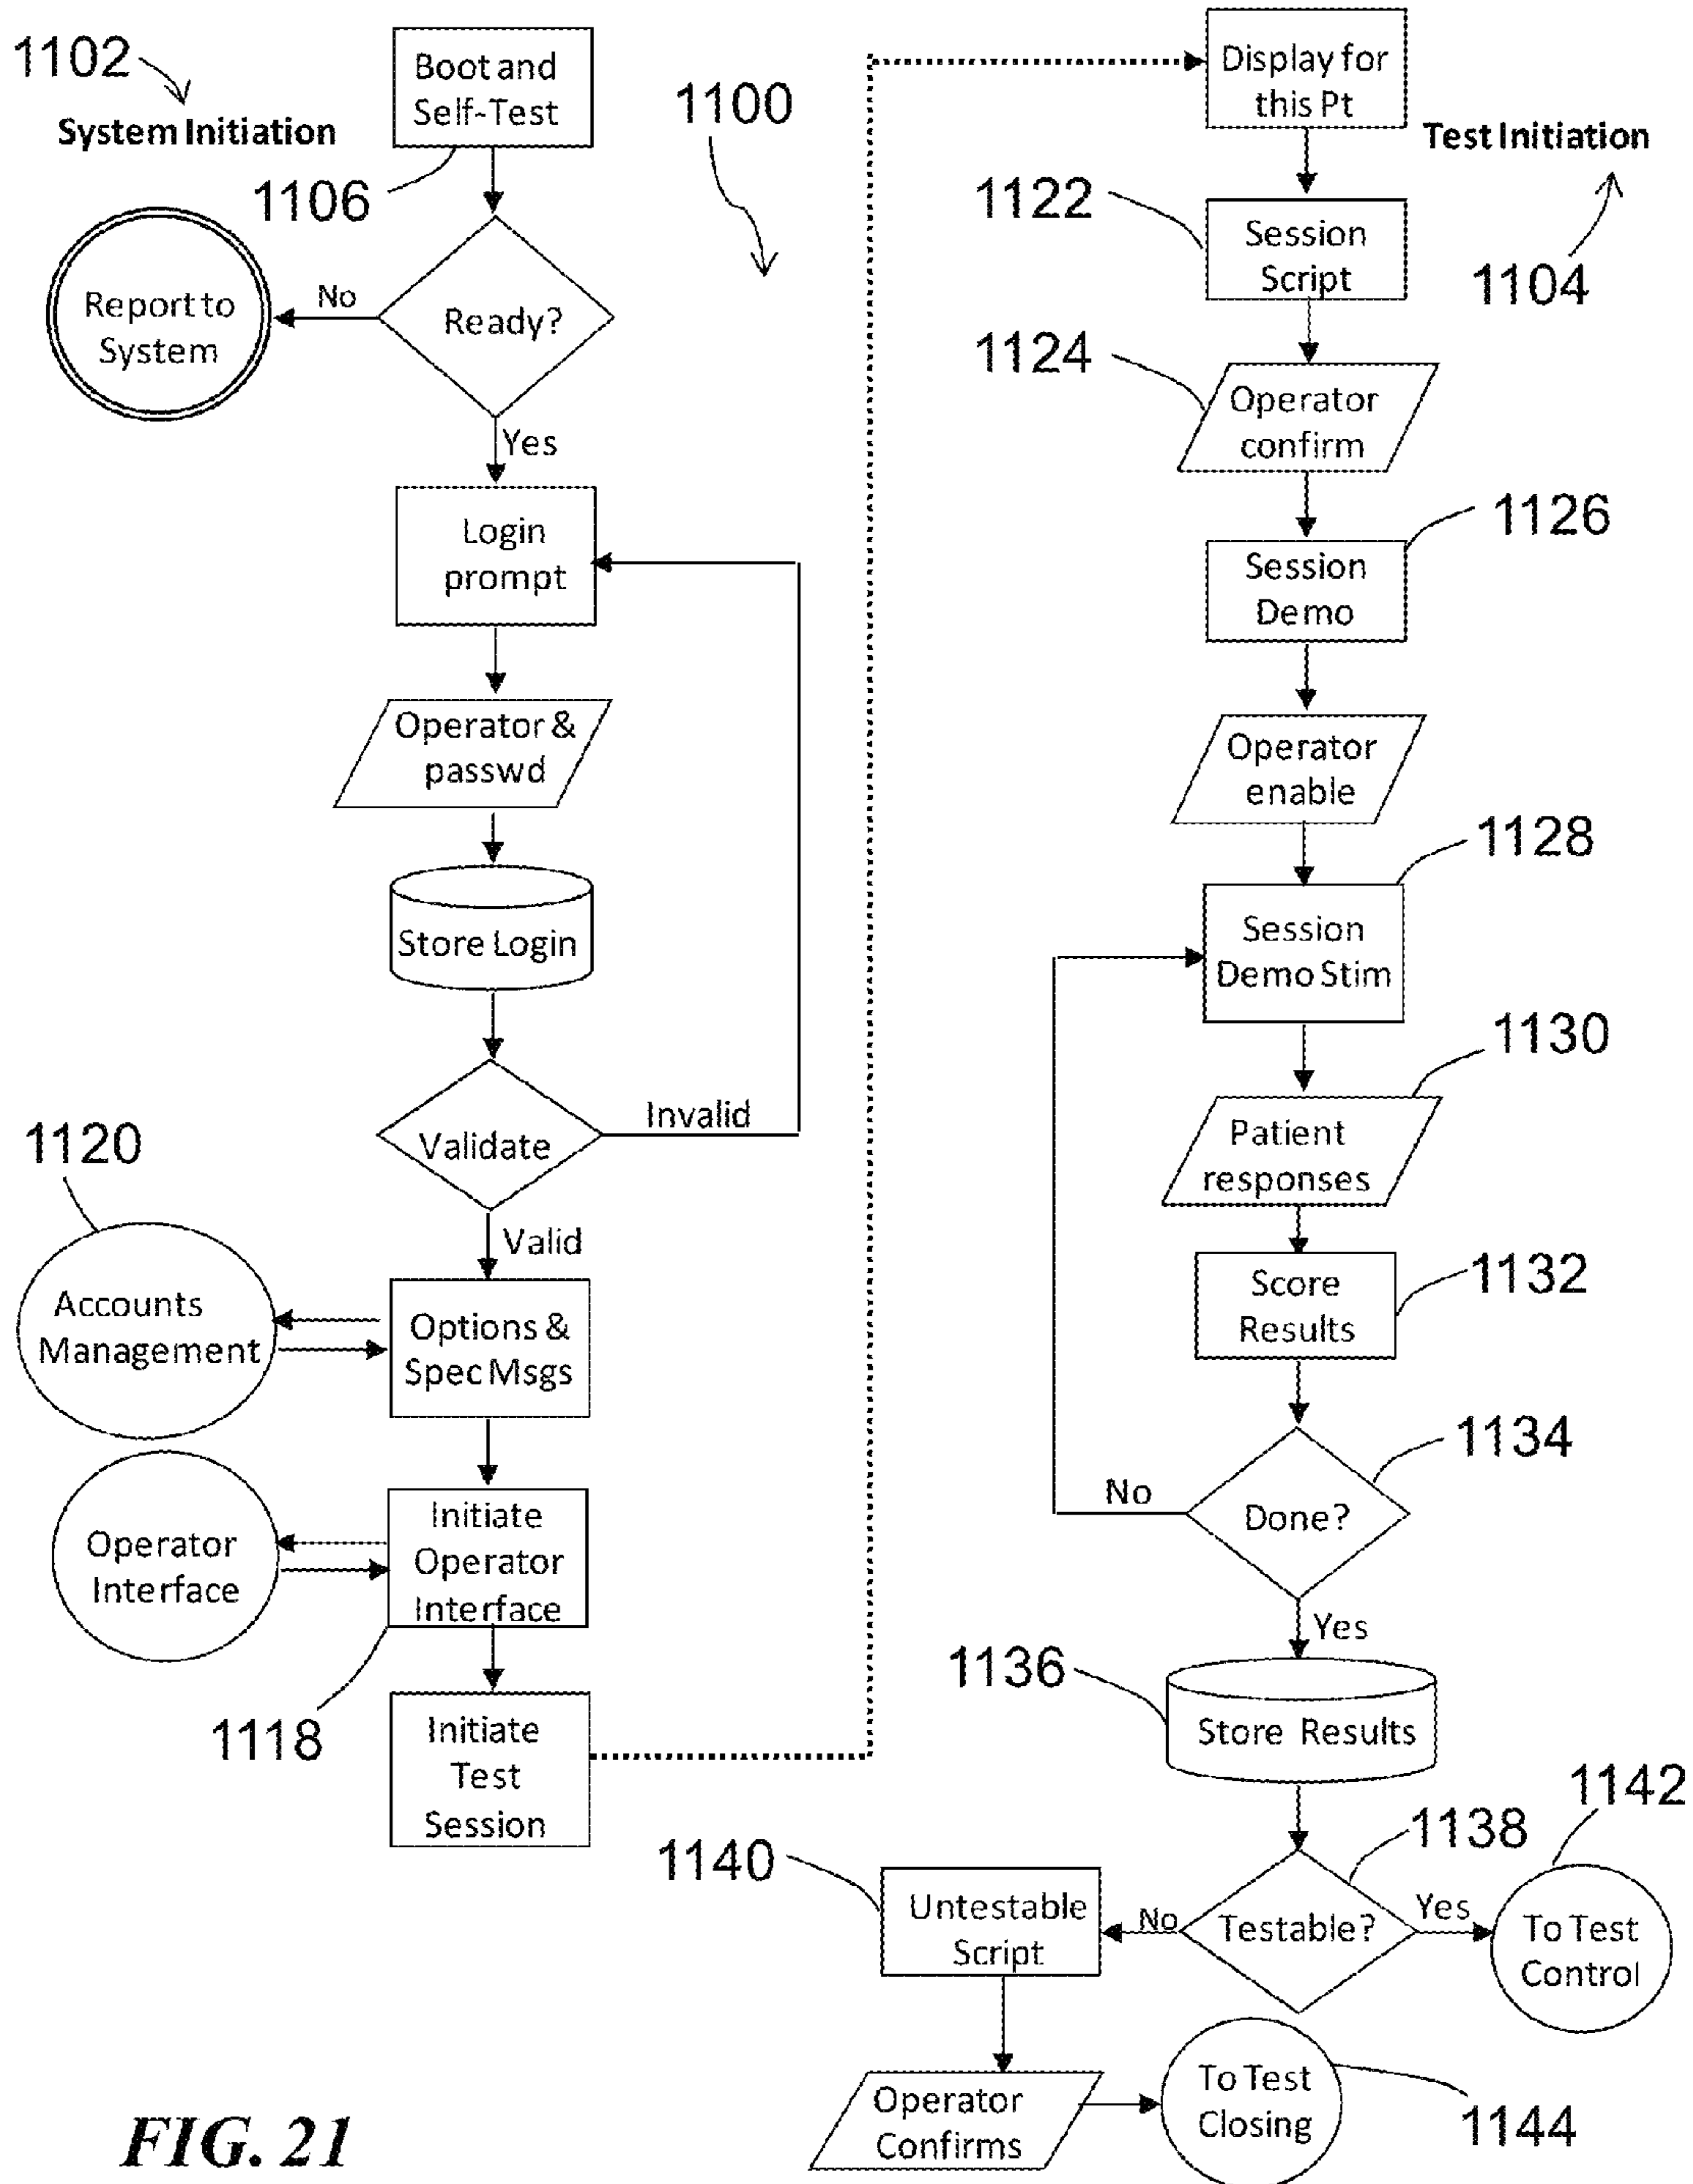 1102
System Initiation
Boot and
Self-Test
1106
1100
Report to
System
No
Ready?
Yes
Login
prompt
Operator &
passwd
Store Login
Validate
Invalid
Valid
1120
Accounts
Management
Options &
Spec Msgs
Operator
Interface
Initiate
Operator
Interface
1118
Initiate
Test
Session
Display for
this Pt
Test Initiation
1104
1122
Session
Script
1124
Operator
confirm
1126
Session
Demo
Operator
enable
1128
Session
Demo Stim
1130
Patient
responses
1132
Score
Results
1134
No
Done?
Yes
1136
Store Results
1138
1142
1140
Untestable
Script
No
Testable?
Yes
To Test
Control
Operator
Confirms
To Test
Closing
1144
FIG. 21